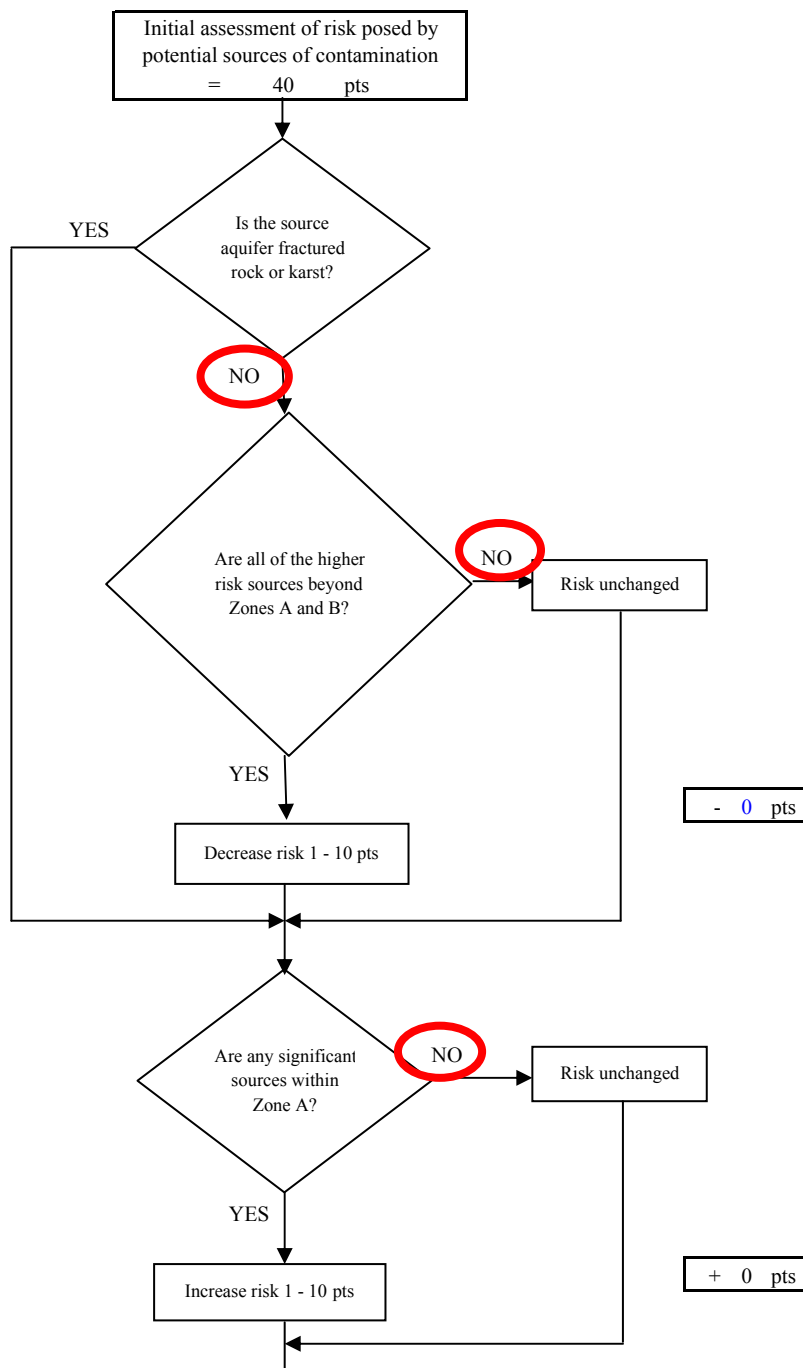 Initial assessment of risk posed by
potential sources of contamination
= 40 pts
YES
Is the source
aquifer fractured
rock or karst?
NO
Are all of the higher
risk sources beyond
Zones A and B?
NO
Risk unchanged
YES
- 0 pts
Decrease risk 1 - 10 pts
Are any significant
sources within
Zone A?
NO
Risk unchanged
YES
+ 0 pts
Increase risk 1 - 10 pts